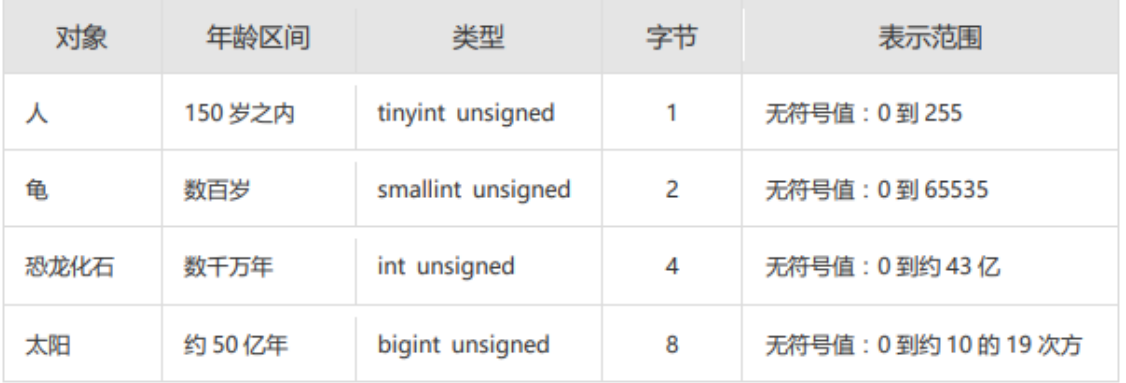 对象 年龄区间 类型 字节 表示范围
人 150 岁之内 tinyint unsigned 1 无符号值：0 到 255
龟 数百岁 smallint unsigned 2 无符号值：0 到 65535
恐龙化石 数千万年 int unsigned 4 无符号值：0 到约 43 亿
太阳 约 50 亿年 bigint unsigned 8 无符号值：0 到约 10 的 19 次方